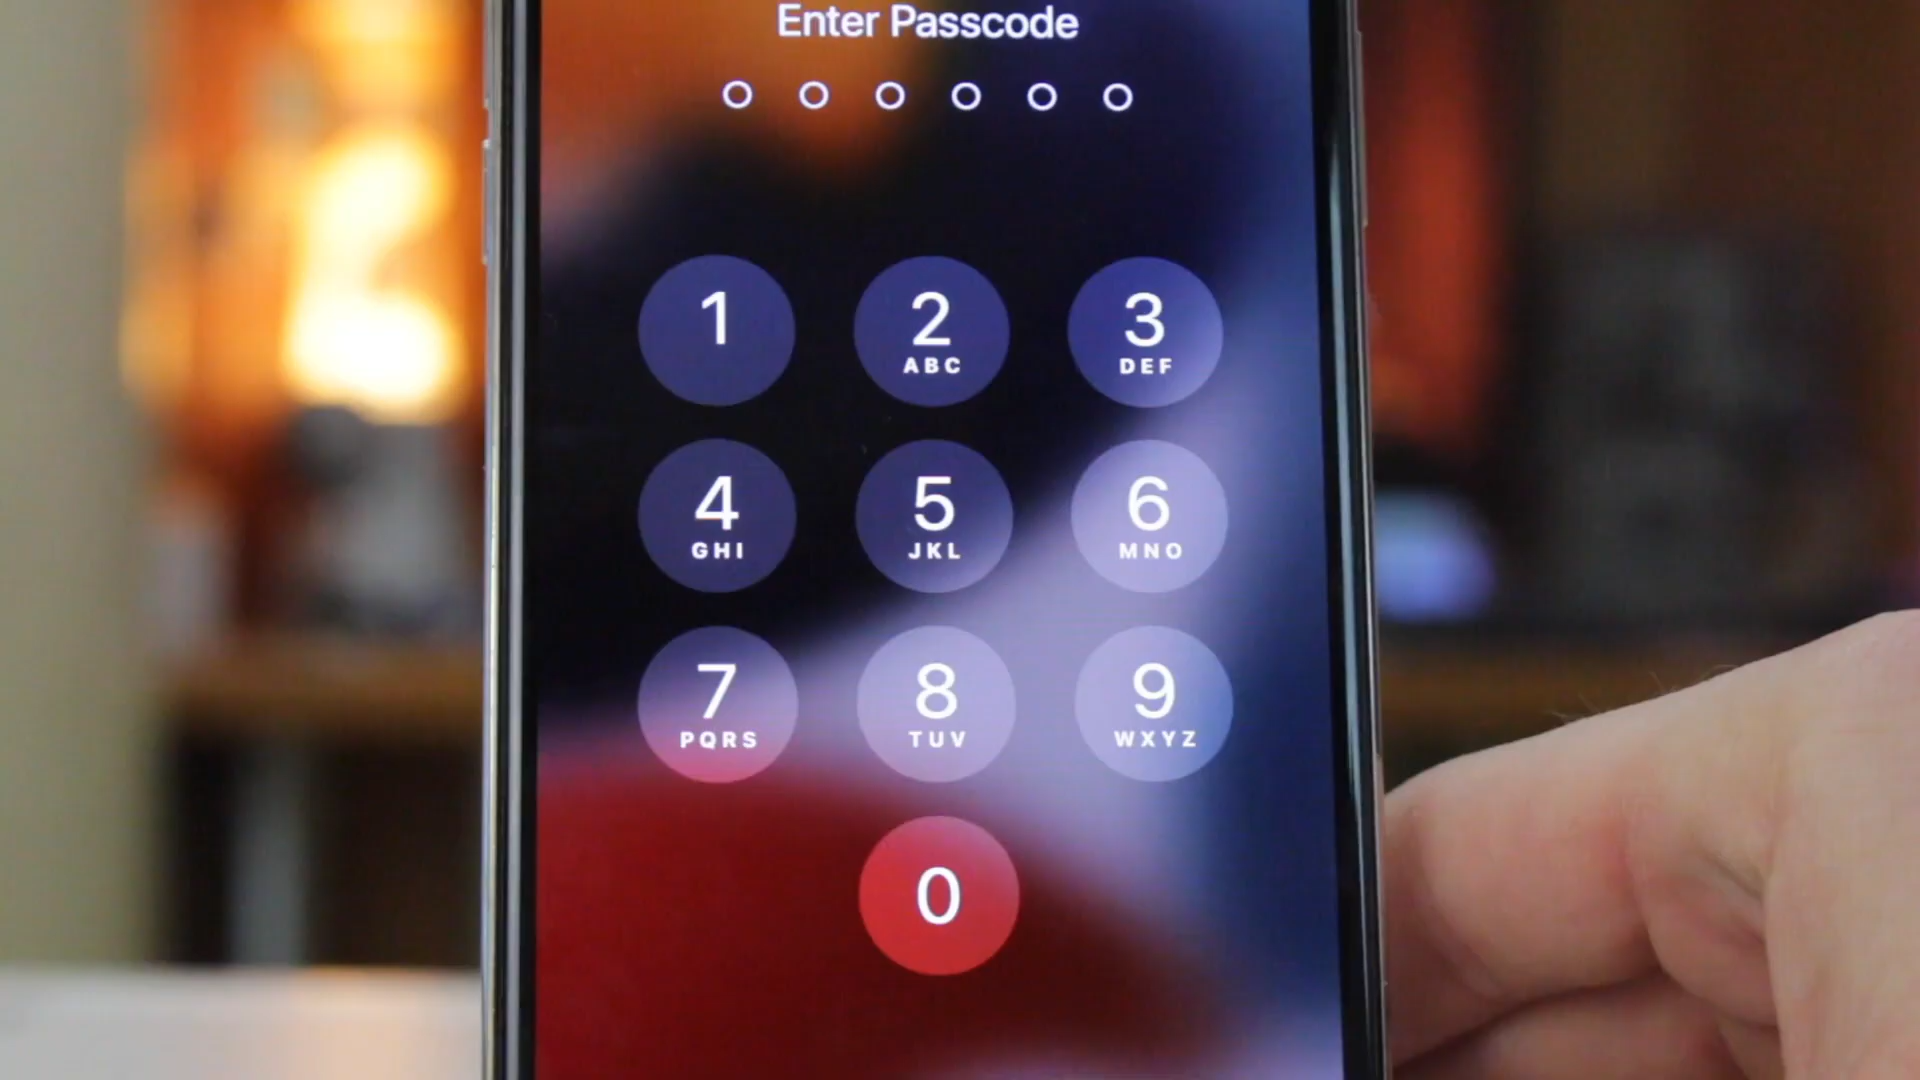 Enter Passcode
1 2 3
ABC DEF
4 5 6
GHI JKL MNO
7 8 9
PQRS TUV WXYZ
0